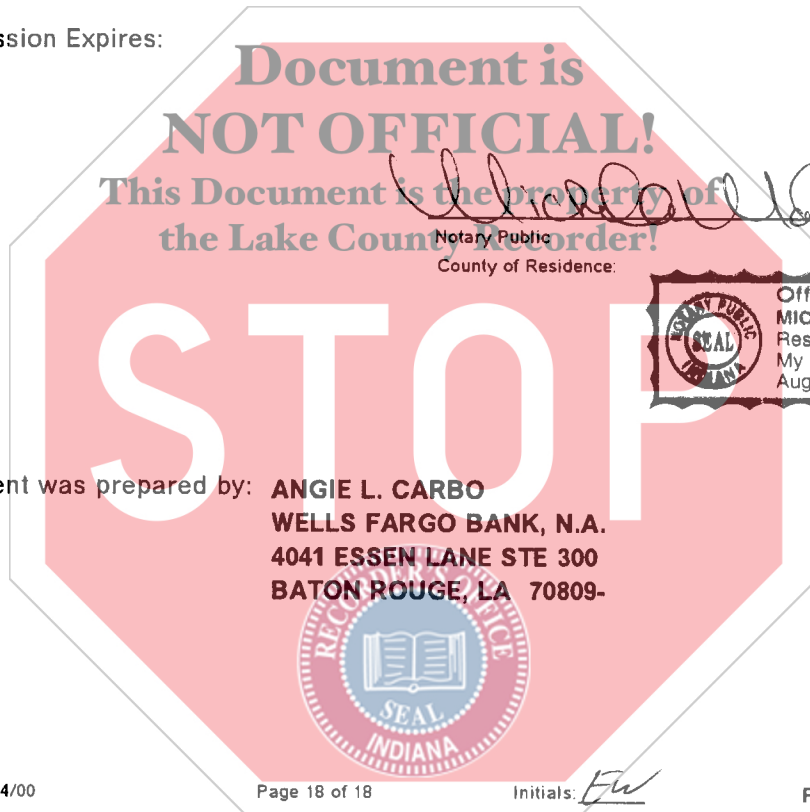 ssion Expires:
Document is
NOT OFFICIAL!
This Document is the property of
the Lake County Recorder!
Notary Public
County of Residence:
NOTARY PUBLIC
SEAL
INDIANA
Off
MIC
Res
My
Aug
STOP
ent was prepared by: ANGIE L. CARBO
WELLS FARGO BANK, N.A.
4041 ESSEN LANE STE 300
BATON ROUGE, LA 70809-
RECORDER'S OFFICE
SEAL
INDIANA
4/00 Page 18 of 18 Initials: EW F